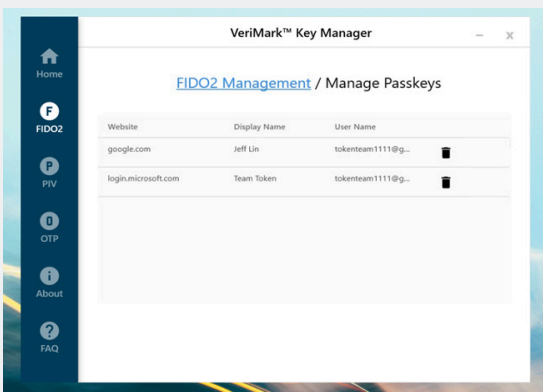 VeriMark™ Key Manager
Home
FIDO2 Management / Manage Passkeys
F
FIDO2
Website Display Name User Name
google.com Jeff Lin tokenteam1111@g...
P
PIV
login.microsoft.com Team Token tokenteam1111@g...
O
OTP
i
About
?
FAQ